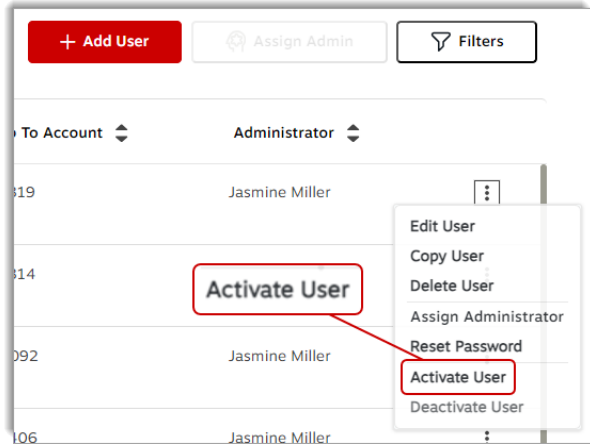 + Add User
Assign Admin
Filters
To Account
Administrator
319
Jasmine Miller
Edit User
Copy User
Delete User
314
Activate User
Assign Administrator
Reset Password
092
Jasmine Miller
Activate User
Deactivate User
406
Jasmine Miller